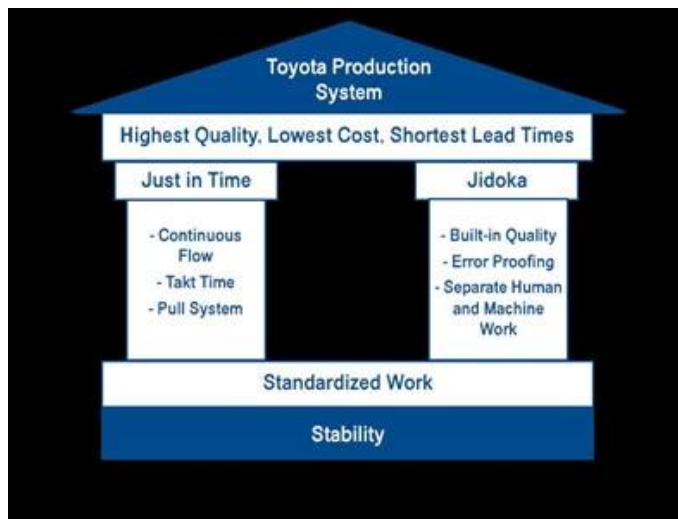 Toyota Production
System
Highest Quality, Lowest Cost, Shortest Lead Times
Just in Time
Jidoka
- Continuous
Flow
- Takt Time
- Pull System
- Built-in Quality
- Error Proofing
- Separate Human
and Machine
Work
Standardized Work
Stability